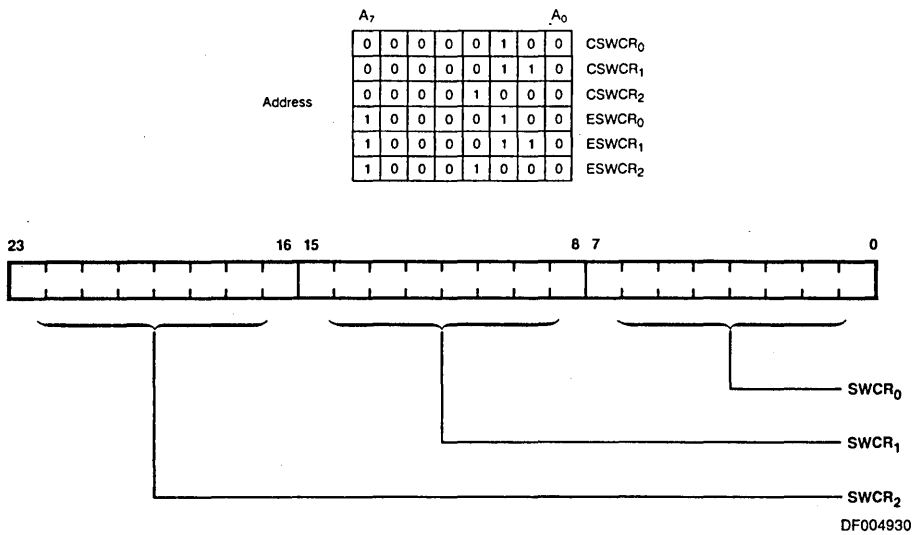 A₇ A₀
0 0 0 0 0 1 0 0 CSWCR₀
0 0 0 0 0 1 1 0 CSWCR₁
0 0 0 0 1 0 0 0 CSWCR₂
Address
1 0 0 0 0 1 0 0 ESWCR₀
1 0 0 0 0 1 1 0 ESWCR₁
1 0 0 0 1 0 0 0 ESWCR₂
23 16 15 8 7 0
SWCR₀
SWCR₁
SWCR₂
DF004930